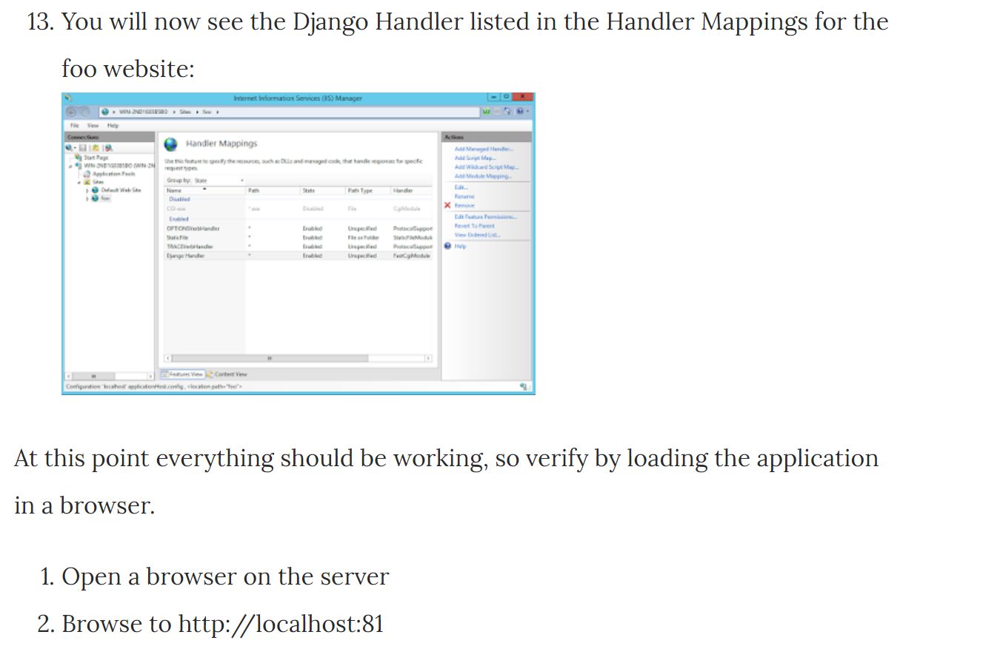 13. You will now see the Django Handler listed in the Handler Mappings for the
foo website:
Internet Information Services (IIS) Manager
Sites foo
File View Help
Connections
Start Page
Application Pools
Sites
Default Web Site
foo
Handler Mappings
Use this feature to specify the resources, such as DLLs and managed code, that handle responses for specific
request types.
Group by: State
Name Path State Path Type Handler
Disabled
CGI-exe *.exe Disabled File CgiModule
Enabled
OPTIONSVerbHandler * Enabled Unspecified ProtocolSupport
StaticFile * Enabled File or Folder StaticFileModule
TRACEVerbHandler * Enabled Unspecified ProtocolSupport
Django Handler * Enabled Unspecified FastCgiModule
Features View Content View
Configuration: 'localhost' applicationHost.config, <location path="foo">
Actions
Add Managed Handler...
Add Script Map...
Add Wildcard Script Map...
Add Module Mapping...
Edit...
Rename
Remove
Edit Feature Permissions...
Revert To Parent
View Ordered List...
Help
At this point everything should be working, so verify by loading the application
in a browser.
1. Open a browser on the server
2. Browse to http://localhost:81